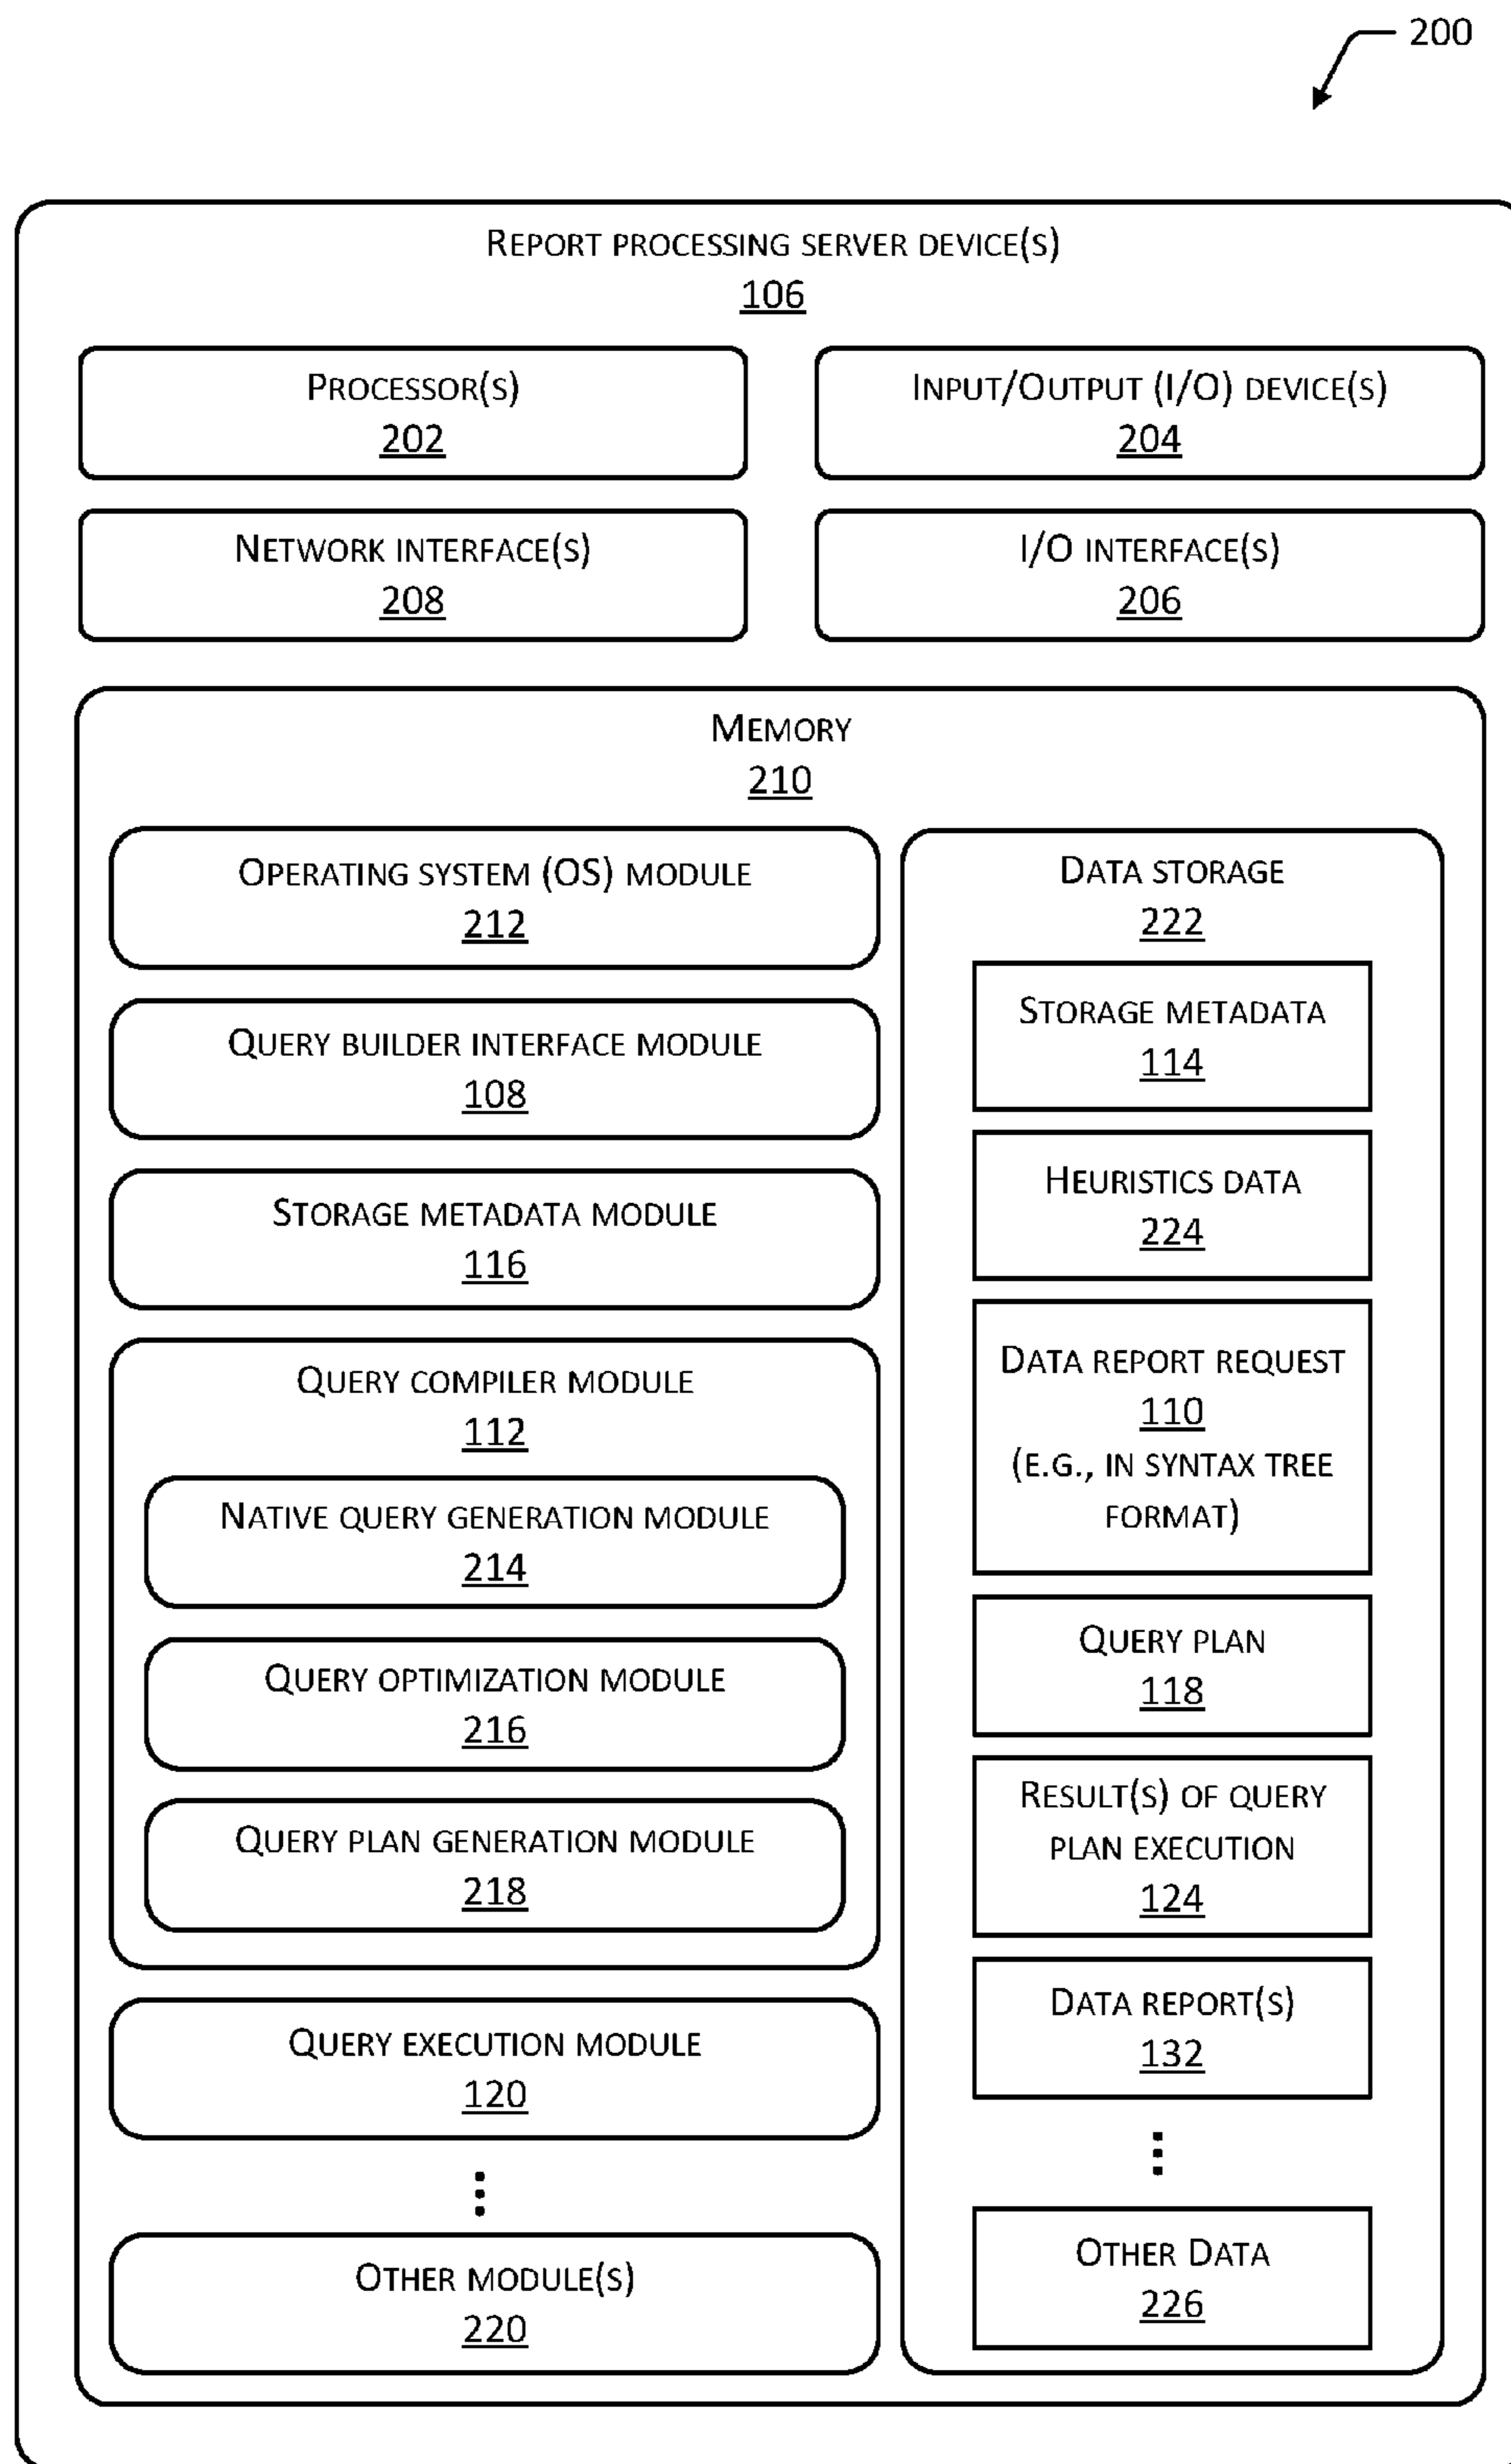 200
REPORT PROCESSING SERVER DEVICE(S)
106
PROCESSOR(S)
202
INPUT/OUTPUT (I/O) DEVICE(S)
204
NETWORK INTERFACE(S)
208
I/O INTERFACE(S)
206
MEMORY
210
OPERATING SYSTEM (OS) MODULE
212
QUERY BUILDER INTERFACE MODULE
108
STORAGE METADATA MODULE
116
QUERY COMPILER MODULE
112
NATIVE QUERY GENERATION MODULE
214
QUERY OPTIMIZATION MODULE
216
QUERY PLAN GENERATION MODULE
218
QUERY EXECUTION MODULE
120
OTHER MODULE(S)
220
DATA STORAGE
222
STORAGE METADATA
114
HEURISTICS DATA
224
DATA REPORT REQUEST
110
(E.G., IN SYNTAX TREE
FORMAT)
QUERY PLAN
118
RESULT(S) OF QUERY
PLAN EXECUTION
124
DATA REPORT(S)
132
OTHER DATA
226